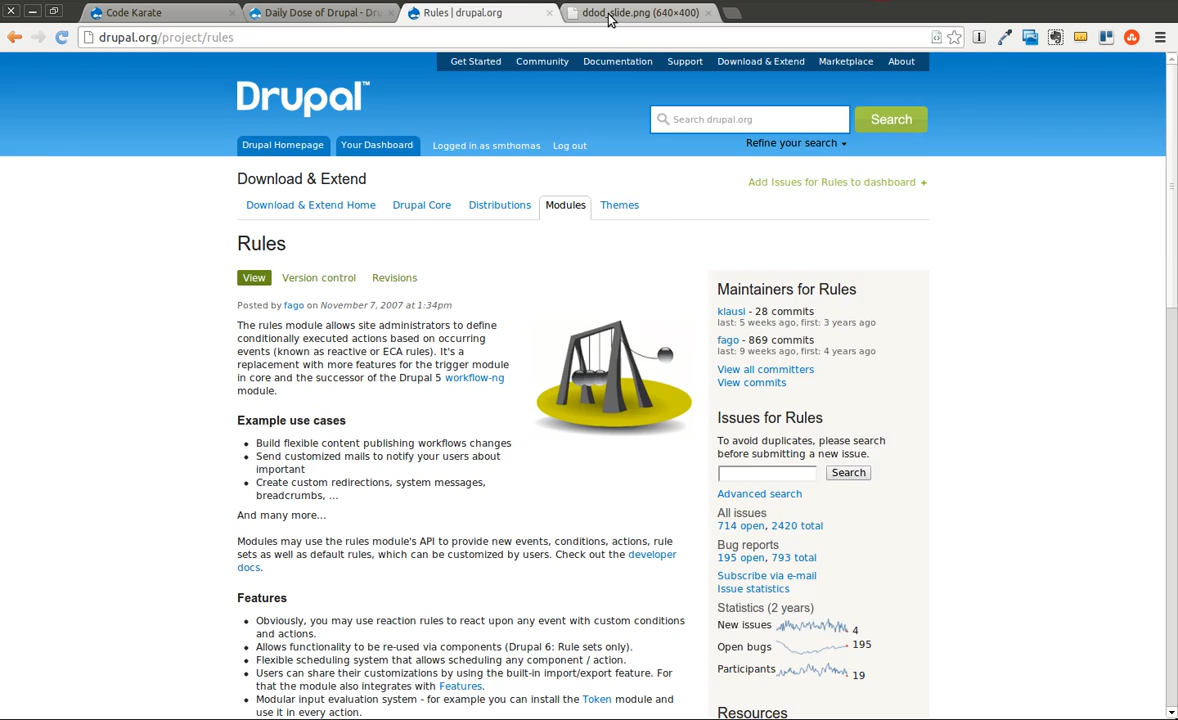 Code Karate
Daily Dose of Drupal - Dru
Rules | drupal.org
ddod_slide.png (640×400)
drupal.org/project/rules
Get Started Community Documentation Support Download & Extend Marketplace About
Drupal™
Search drupal.org
Search
Refine your search
Drupal Homepage Your Dashboard Logged in as smthomas Log out
Download & Extend
Add Issues for Rules to dashboard +
Download & Extend Home Drupal Core Distributions Modules Themes
Rules
View Version control Revisions
Posted by fago on November 7, 2007 at 1:34pm
The rules module allows site administrators to define
conditionally executed actions based on occurring
events (known as reactive or ECA rules). It's a
replacement with more features for the trigger module
in core and the successor of the Drupal 5 workflow-ng
module.
Example use cases
• Build flexible content publishing workflows changes
• Send customized mails to notify your users about
important
• Create custom redirections, system messages,
breadcrumbs, ...
And many more...
Modules may use the rules module's API to provide new events, conditions, actions, rule
sets as well as default rules, which can be customized by users. Check out the developer
docs.
Features
• Obviously, you may use reaction rules to react upon any event with custom conditions
and actions.
• Allows functionality to be re-used via components (Drupal 6: Rule sets only).
• Flexible scheduling system that allows scheduling any component / action.
• Users can share their customizations by using the built-in import/export feature. For
that the module also integrates with Features.
• Modular input evaluation system - for example you can install the Token module and
use it in every action.
Maintainers for Rules
klausi - 28 commits
last: 5 weeks ago, first: 3 years ago
fago - 869 commits
last: 9 weeks ago, first: 4 years ago
View all committers
View commits
Issues for Rules
To avoid duplicates, please search
before submitting a new issue.
Search
Advanced search
All issues
714 open, 2420 total
Bug reports
195 open, 793 total
Subscribe via e-mail
Issue statistics
Statistics (2 years)
New issues 4
Open bugs 195
Participants 19
Resources